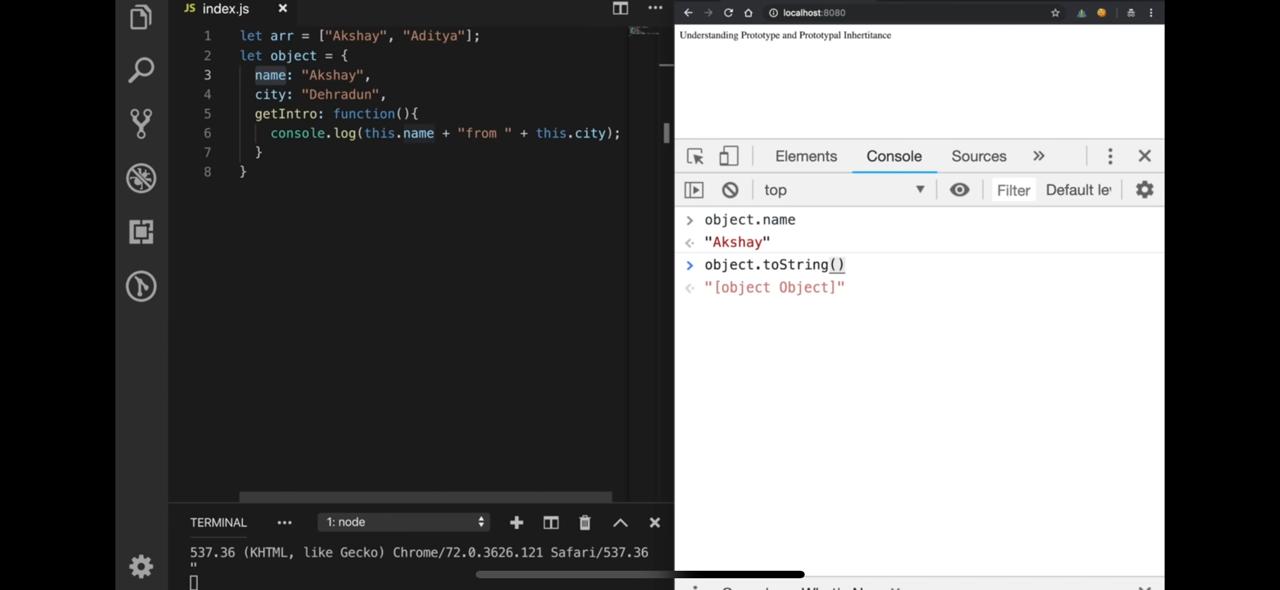 JS index.js
1 let arr = ["Akshay", "Aditya"];
2 let object = {
3 name: "Akshay",
4 city: "Dehradun",
5 getIntro: function(){
6 console.log(this.name + "from " + this.city);
7 }
8 }
TERMINAL
1: node
537.36 (KHTML, like Gecko) Chrome/72.0.3626.121 Safari/537.36
"
localhost:8080
Understanding Prototype and Prototypal Inhertitance
Elements Console Sources
top Filter Default le
object.name
"Akshay"
object.toString()
"[object Object]"